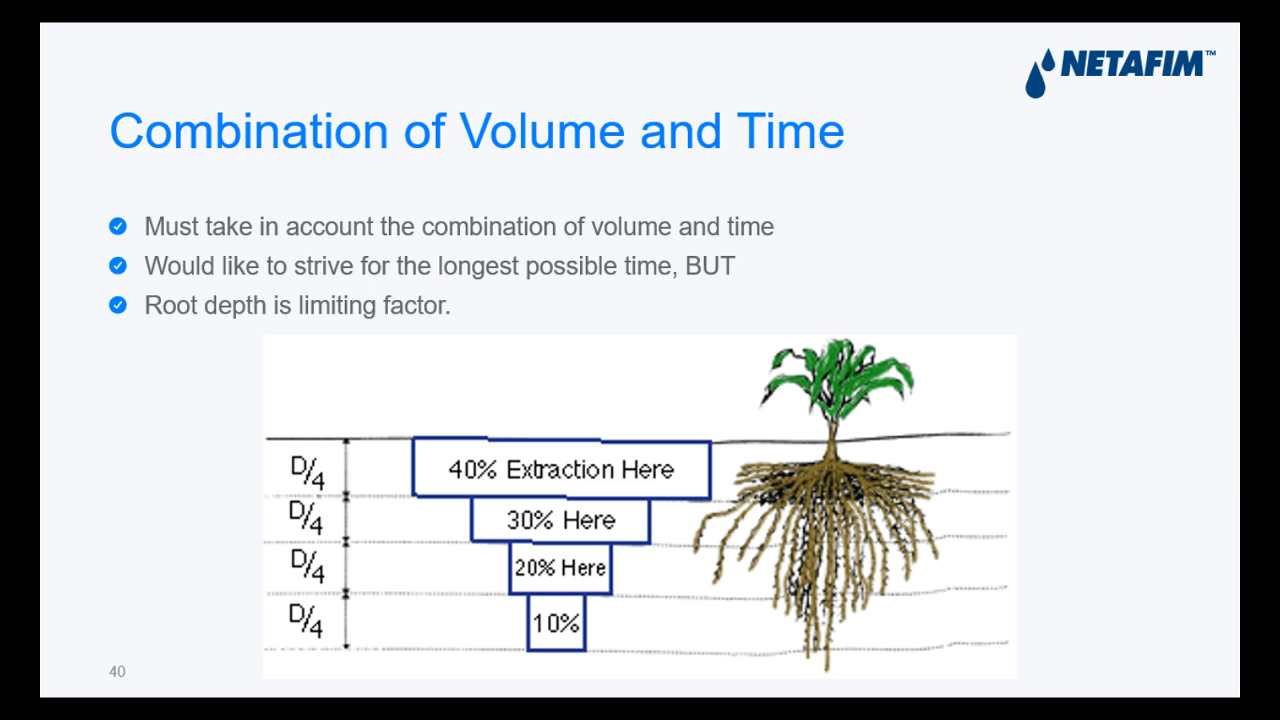 NETAFIM™
Combination of Volume and Time
Must take in account the combination of volume and time
Would like to strive for the longest possible time, BUT
Root depth is limiting factor.
D/4
40% Extraction Here
D/4
30% Here
D/4
20% Here
D/4
10%
40